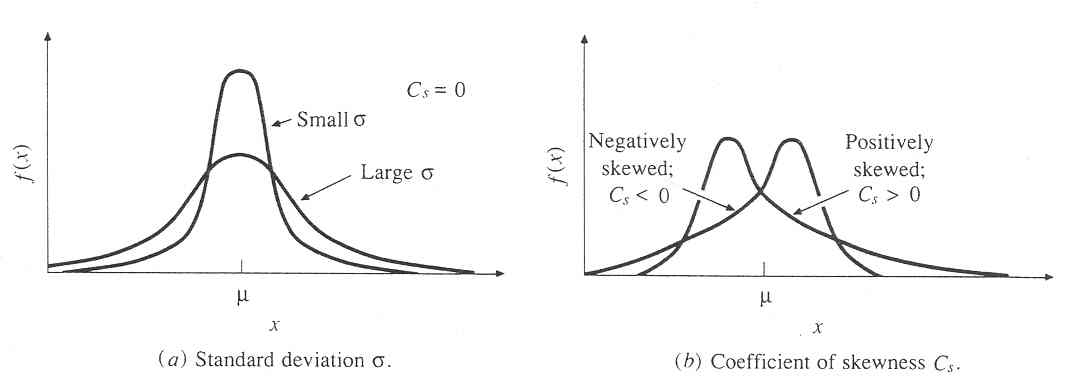 f(x)
C_s = 0
Small σ
Large σ
μ
x
(a) Standard deviation σ.
f(x)
Negatively
skewed;
C_s < 0
Positively
skewed;
C_s > 0
μ
x
(b) Coefficient of skewness C_s.